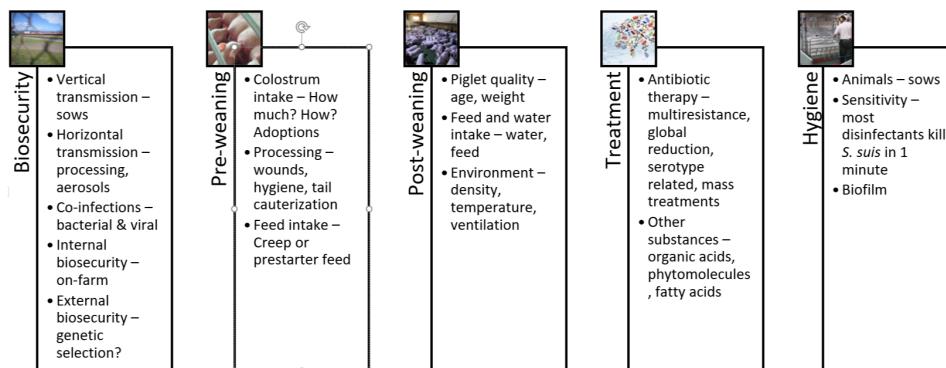 Biosecurity
• Vertical
transmission –
sows
• Horizontal
transmission –
processing,
aerosols
• Co-infections –
bacterial & viral
• Internal
biosecurity –
on-farm
• External
biosecurity –
genetic
selection?
Pre-weaning
• Colostrum
intake – How
much? How?
Adoptions
• Processing –
wounds,
hygiene, tail
cauterization
• Feed intake –
Creep or
prestarter feed
Post-weaning
• Piglet quality –
age, weight
• Feed and water
intake – water,
feed
• Environment –
density,
temperature,
ventilation
Treatment
• Antibiotic
therapy –
multiresistance,
global
reduction,
serotype
related, mass
treatments
• Other
substances –
organic acids,
phytomolecules
, fatty acids
Hygiene
• Animals – sows
• Sensitivity –
most
disinfectants kill
S. suis in 1
minute
• Biofilm